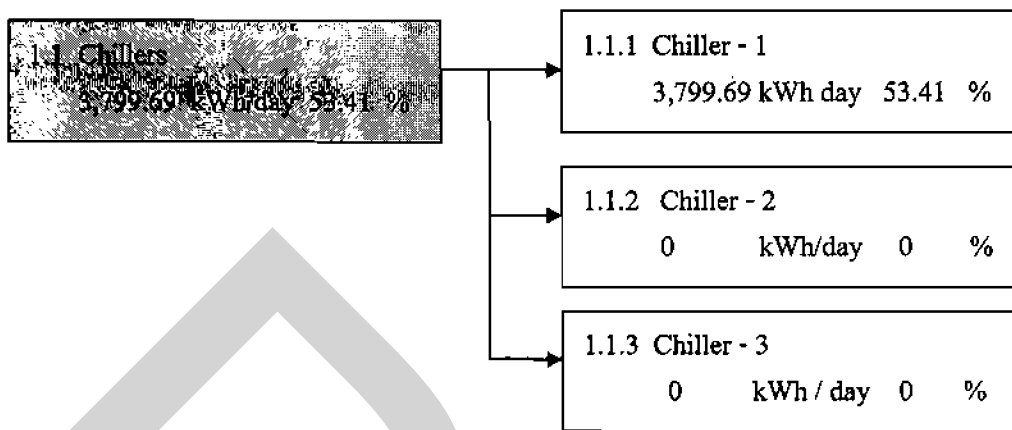 1.1 Chillers
3,799.69 kWh/day 53.41 %
1.1.1 Chiller - 1
3,799.69 kWh day 53.41 %
1.1.2 Chiller - 2
0 kWh/day 0 %
1.1.3 Chiller - 3
0 kWh / day 0 %